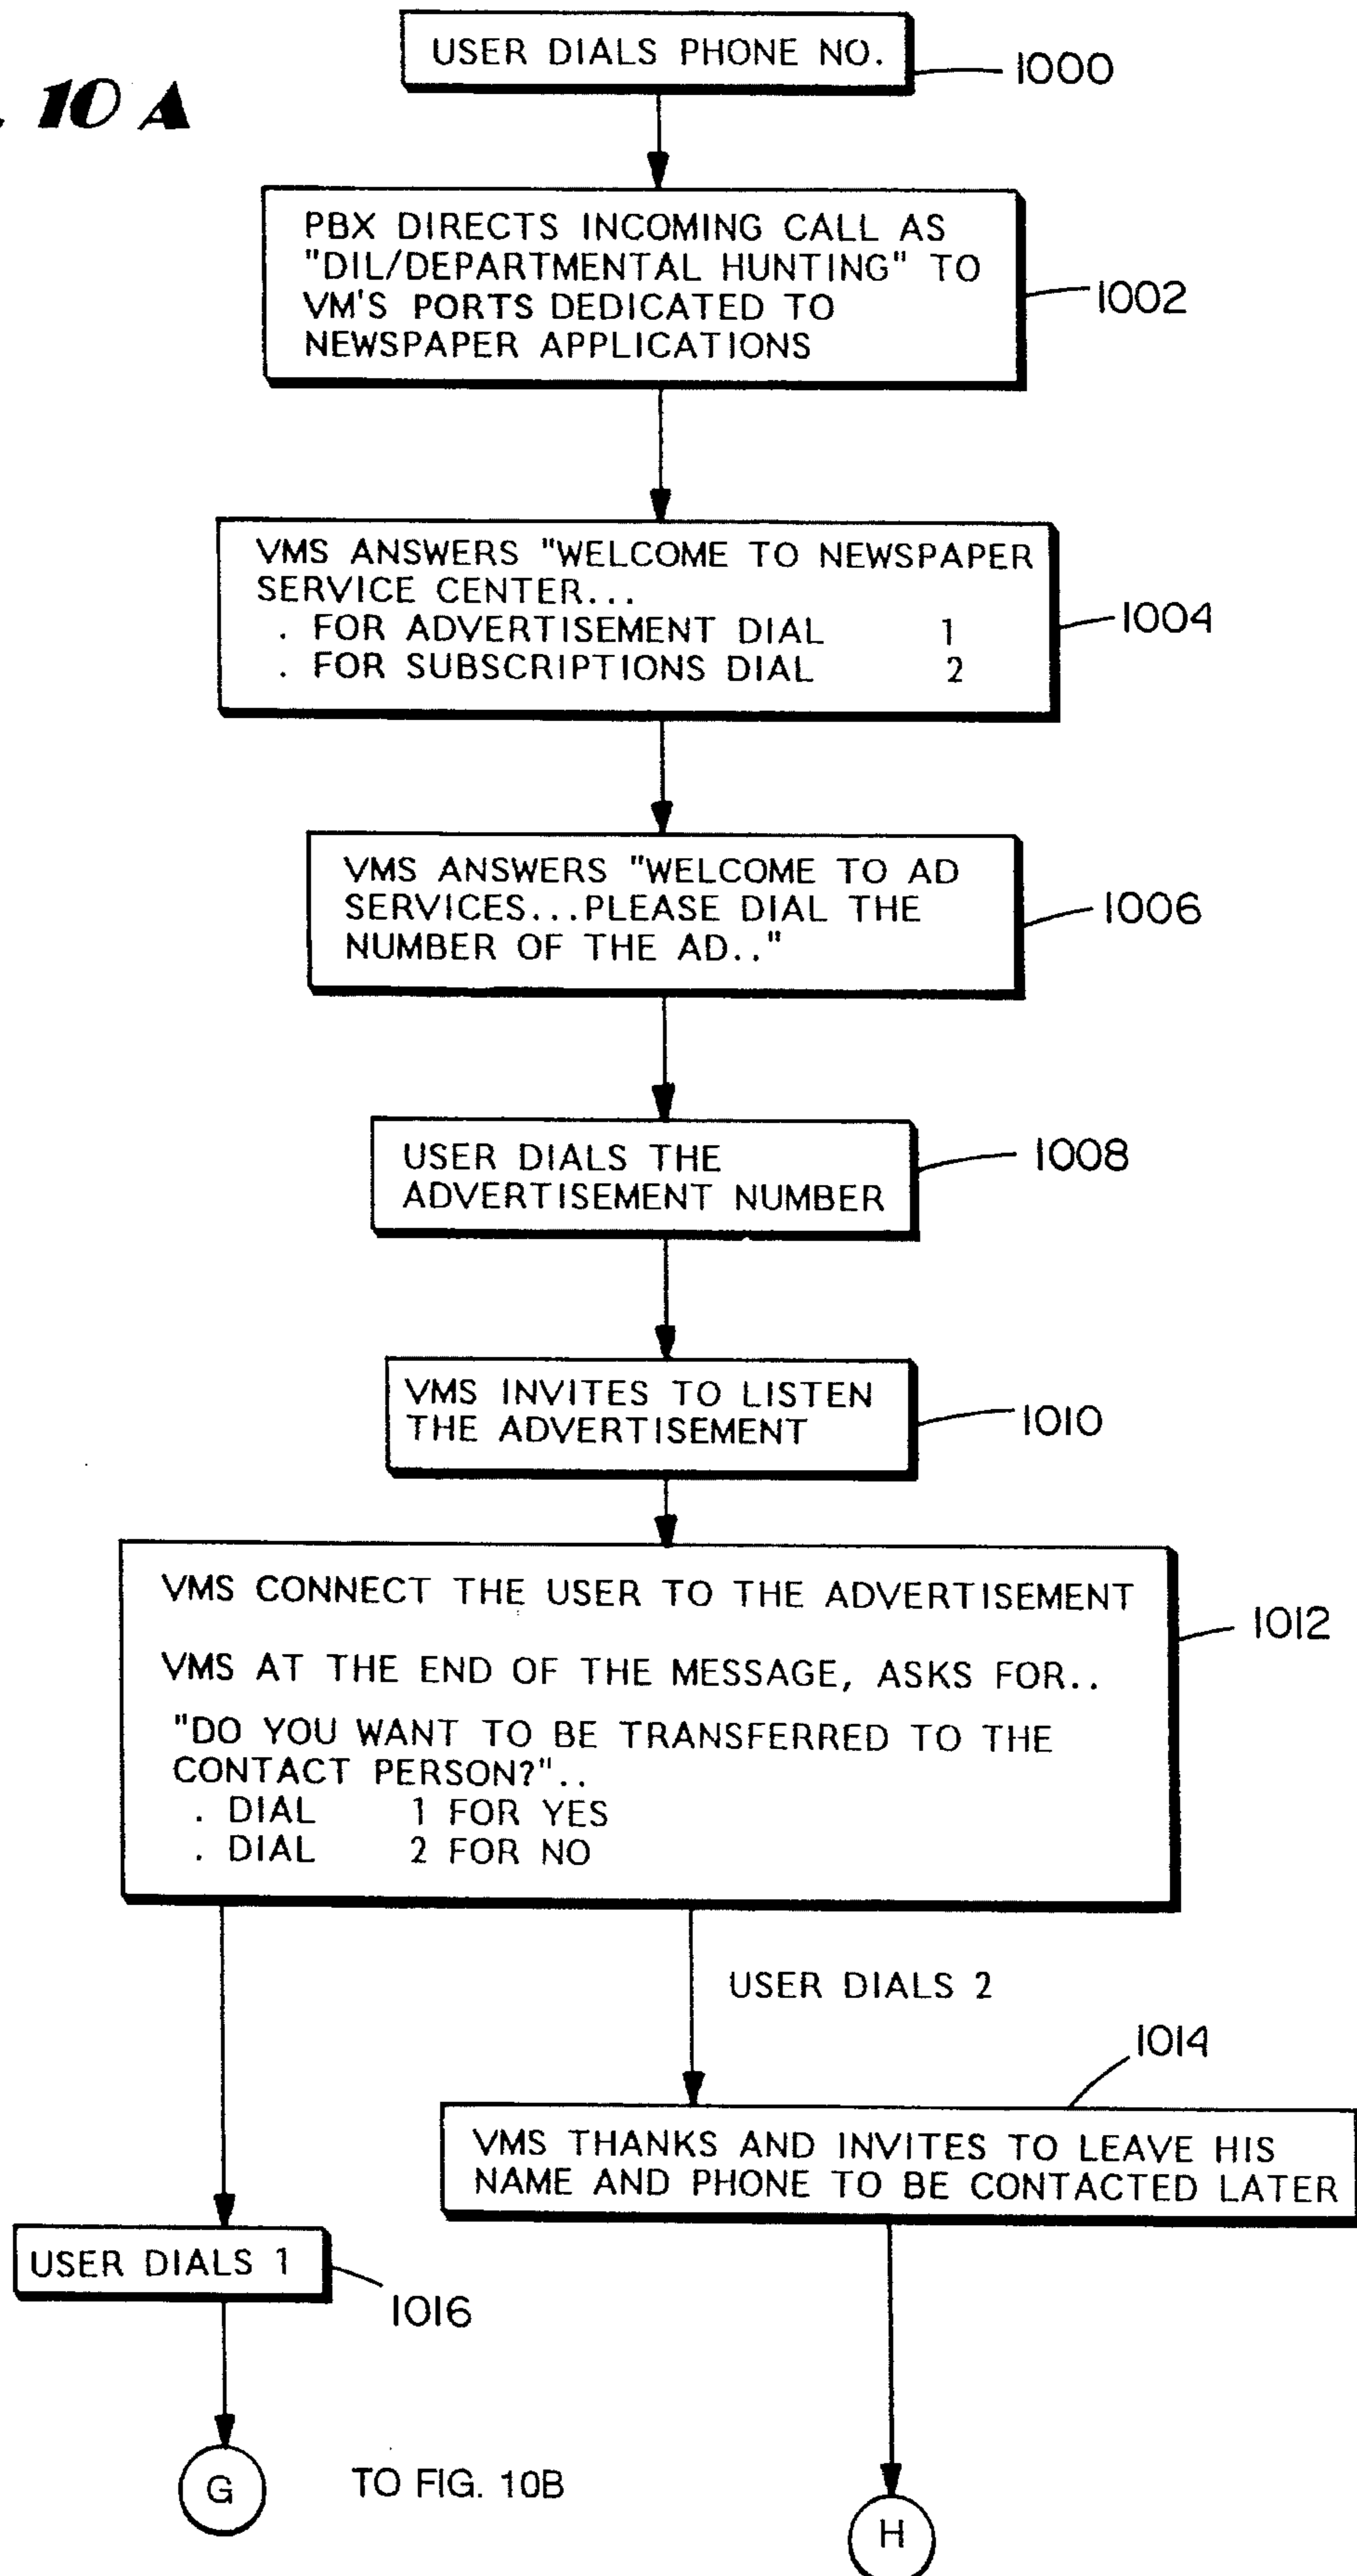 . 10 A
USER DIALS PHONE NO.
1000
PBX DIRECTS INCOMING CALL AS
"DIL/DEPARTMENTAL HUNTING" TO
VM'S PORTS DEDICATED TO
NEWSPAPER APPLICATIONS
1002
VMS ANSWERS "WELCOME TO NEWSPAPER
SERVICE CENTER...
. FOR ADVERTISEMENT DIAL 1
. FOR SUBSCRIPTIONS DIAL 2
1004
VMS ANSWERS "WELCOME TO AD
SERVICES...PLEASE DIAL THE
NUMBER OF THE AD.."
1006
USER DIALS THE
ADVERTISEMENT NUMBER
1008
VMS INVITES TO LISTEN
THE ADVERTISEMENT
1010
VMS CONNECT THE USER TO THE ADVERTISEMENT
VMS AT THE END OF THE MESSAGE, ASKS FOR..
"DO YOU WANT TO BE TRANSFERRED TO THE
CONTACT PERSON?"..
. DIAL 1 FOR YES
. DIAL 2 FOR NO
1012
USER DIALS 2
1014
VMS THANKS AND INVITES TO LEAVE HIS
NAME AND PHONE TO BE CONTACTED LATER
USER DIALS 1
1016
G
TO FIG. 10B
H